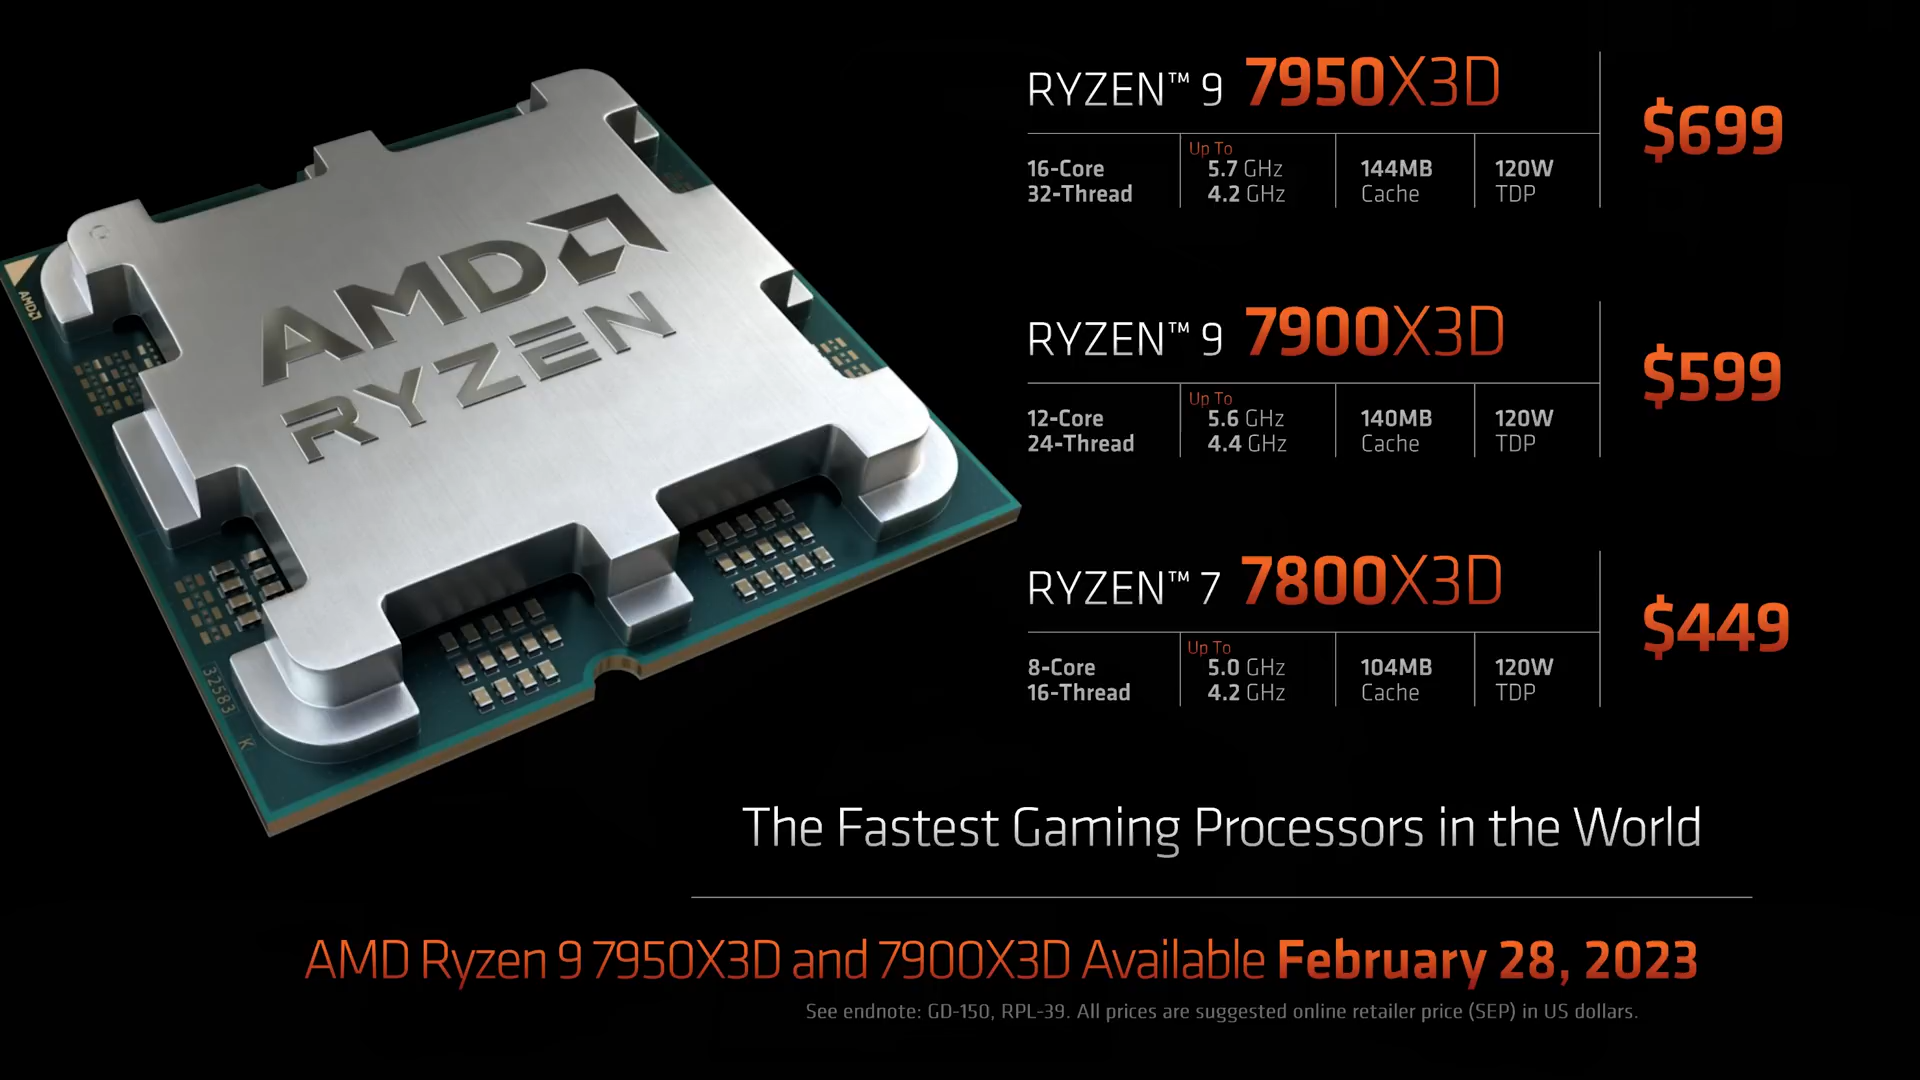 AMD
RYZEN
AMD
32583 K
RYZEN™ 9 7950X3D
$699
16-Core
32-Thread
Up To
5.7 GHz
4.2 GHz
144MB
Cache
120W
TDP
RYZEN™ 9 7900X3D
$599
12-Core
24-Thread
Up To
5.6 GHz
4.4 GHz
140MB
Cache
120W
TDP
RYZEN™ 7 7800X3D
$449
8-Core
16-Thread
Up To
5.0 GHz
4.2 GHz
104MB
Cache
120W
TDP
The Fastest Gaming Processors in the World
AMD Ryzen 9 7950X3D and 7900X3D Available February 28, 2023
See endnote: GD-150, RPL-39. All prices are suggested online retailer price (SEP) in US dollars.